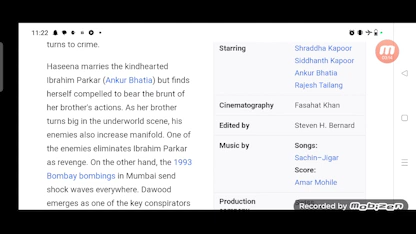 11:22
turns to crime.
Haseena marries the kindhearted
Ibrahim Parkar (Ankur Bhatia) but finds
herself compelled to bear the brunt of
her brother's actions. As her brother
turns big in the underworld scene, his
enemies also increase manifold. One of
the enemies eliminates Ibrahim Parkar
as revenge. On the other hand, the 1993
Bombay bombings in Mumbai send
shock waves everywhere. Dawood
emerges as one of the key conspirators
Starring
Shraddha Kapoor
Siddhanth Kapoor
Ankur Bhatia
Rajesh Tailang
Cinematography
Fasahat Khan
Edited by
Steven H. Bernard
Music by
Songs:
Sachin–Jigar
Score:
Amar Mohile
Production
Recorded by
MOBIZEN